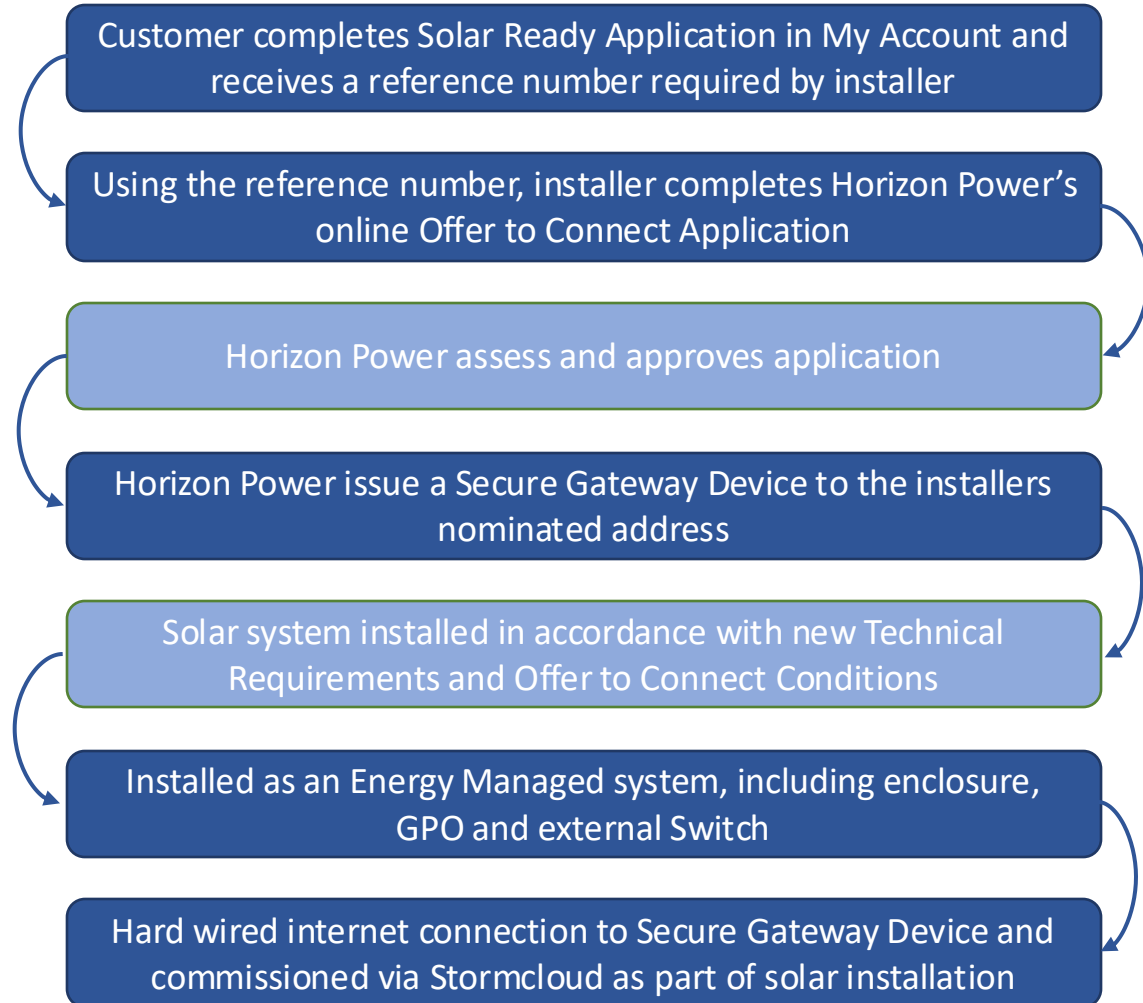 Customer completes Solar Ready Application in My Account and
receives a reference number required by installer
Using the reference number, installer completes Horizon Power’s
online Offer to Connect Application
Horizon Power assess and approves application
Horizon Power issue a Secure Gateway Device to the installers
nominated address
Solar system installed in accordance with new Technical
Requirements and Offer to Connect Conditions
Installed as an Energy Managed system, including enclosure,
GPO and external Switch
Hard wired internet connection to Secure Gateway Device and
commissioned via Stormcloud as part of solar installation